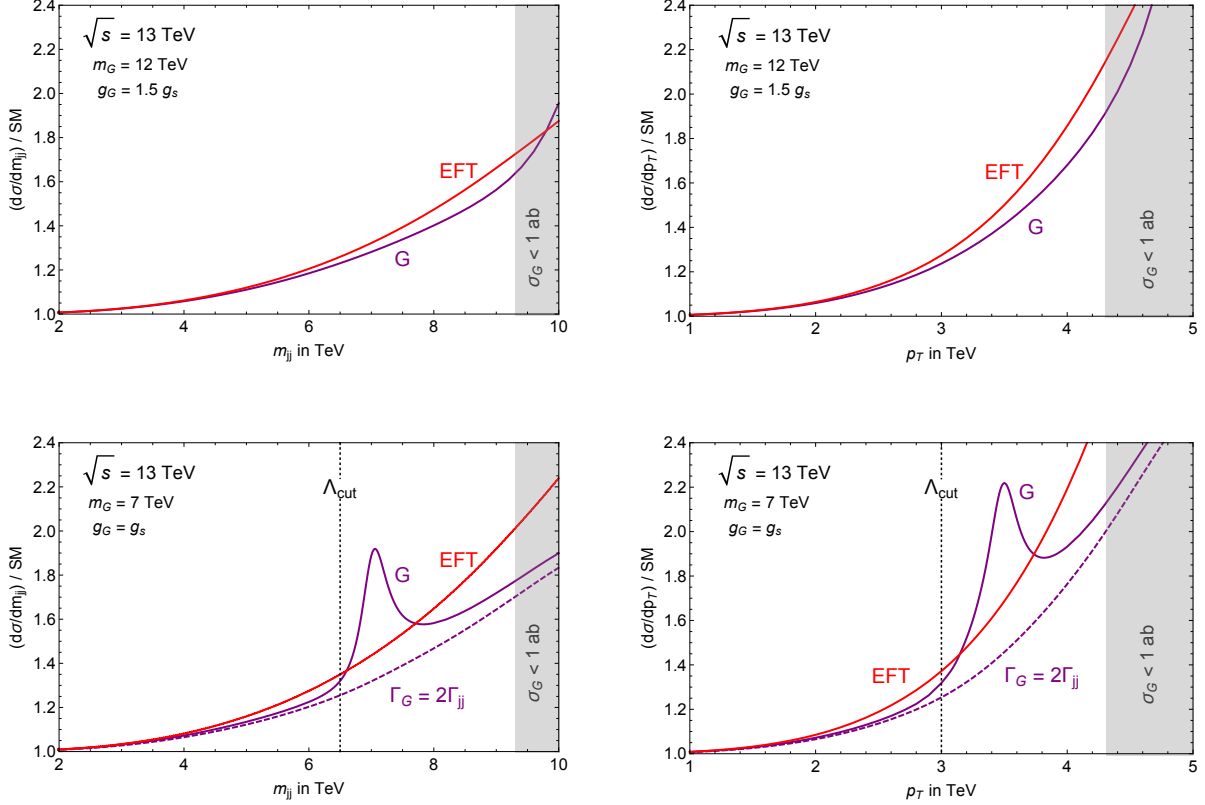 √s = 13 TeV
m_G = 12 TeV
g_G = 1.5 g_s
EFT
G
σ_G < 1 ab
(dσ/dm_jj) / SM
1.0
1.2
1.4
1.6
1.8
2.0
2.2
2.4
2
4
6
8
10
m_jj in TeV
√s = 13 TeV
m_G = 12 TeV
g_G = 1.5 g_s
EFT
G
σ_G < 1 ab
(dσ/dp_T) / SM
1.0
1.2
1.4
1.6
1.8
2.0
2.2
2.4
1
2
3
4
5
p_T in TeV
√s = 13 TeV
m_G = 7 TeV
g_G = g_s
Λ_cut
EFT
G
Γ_G = 2Γ_jj
σ_G < 1 ab
(dσ/dm_jj) / SM
1.0
1.2
1.4
1.6
1.8
2.0
2.2
2.4
2
4
6
8
10
m_jj in TeV
√s = 13 TeV
m_G = 7 TeV
g_G = g_s
Λ_cut
G
EFT
Γ_G = 2Γ_jj
σ_G < 1 ab
(dσ/dp_T) / SM
1.0
1.2
1.4
1.6
1.8
2.0
2.2
2.4
1
2
3
4
5
p_T in TeV